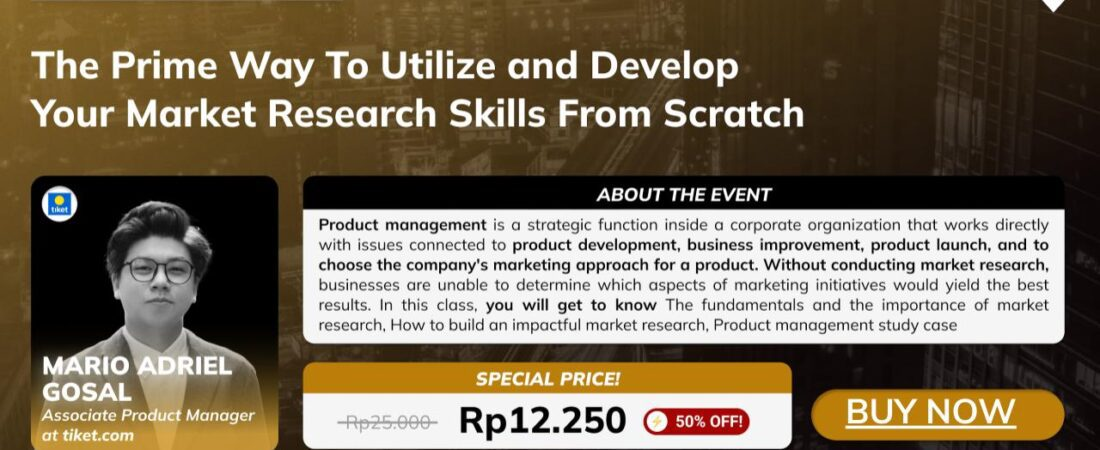 The Prime Way To Utilize and Develop
Your Market Research Skills From Scratch
tiket
MARIO ADRIEL
GOSAL
Associate Product Manager
at tiket.com
ABOUT THE EVENT
Product management is a strategic function inside a corporate organization that works directly
with issues connected to product development, business improvement, product launch, and to
choose the company's marketing approach for a product. Without conducting market research,
businesses are unable to determine which aspects of marketing initiatives would yield the best
results. In this class, you will get to know The fundamentals and the importance of market
research, How to build an impactful market research, Product management study case
SPECIAL PRICE!
Rp25.000 Rp12.250 50% OFF!
BUY NOW